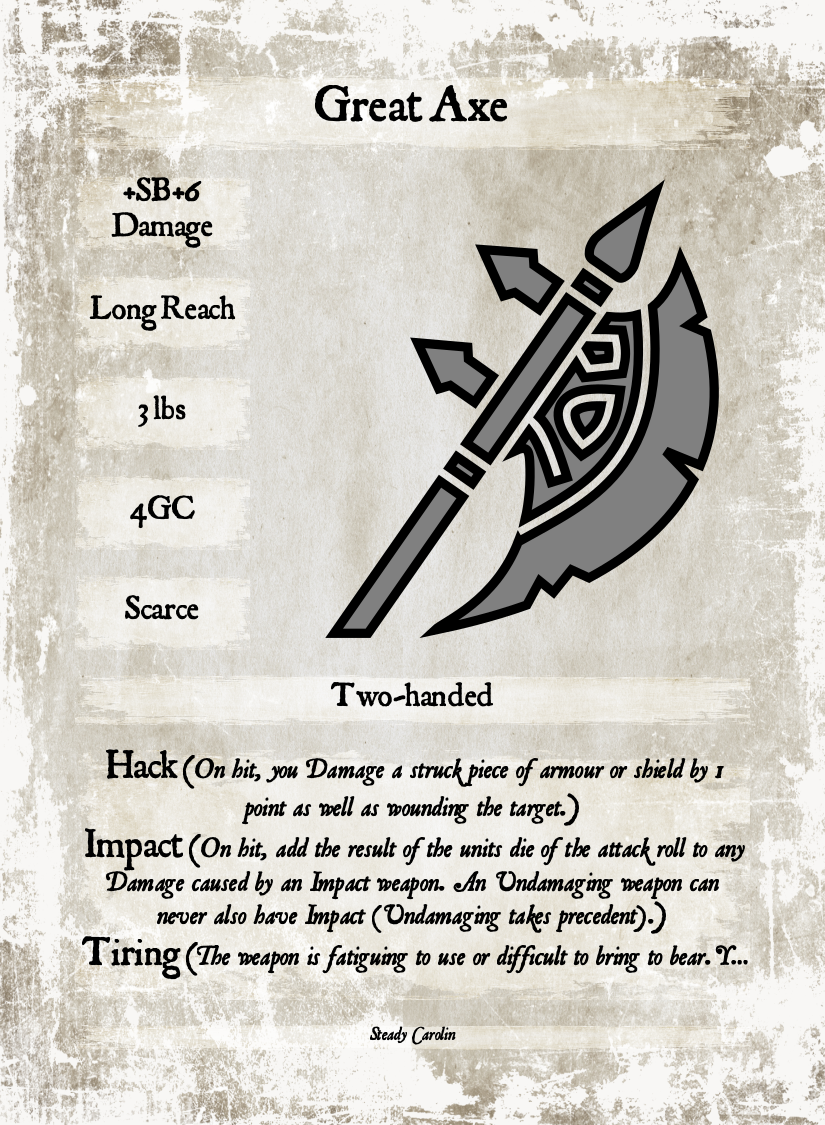 Great Axe
+SB+6
Damage
Long Reach
3 lbs
4GC
Scarce
Two-handed
Hack (On hit, you Damage a struck piece of armour or shield by 1
point as well as wounding the target.)
Impact (On hit, add the result of the units die of the attack roll to any
Damage caused by an Impact weapon. An Undamaging weapon can
never also have Impact (Undamaging takes precedent).)
Tiring (The weapon is fatiguing to use or difficult to bring to bear. Y...
Steady Carolin